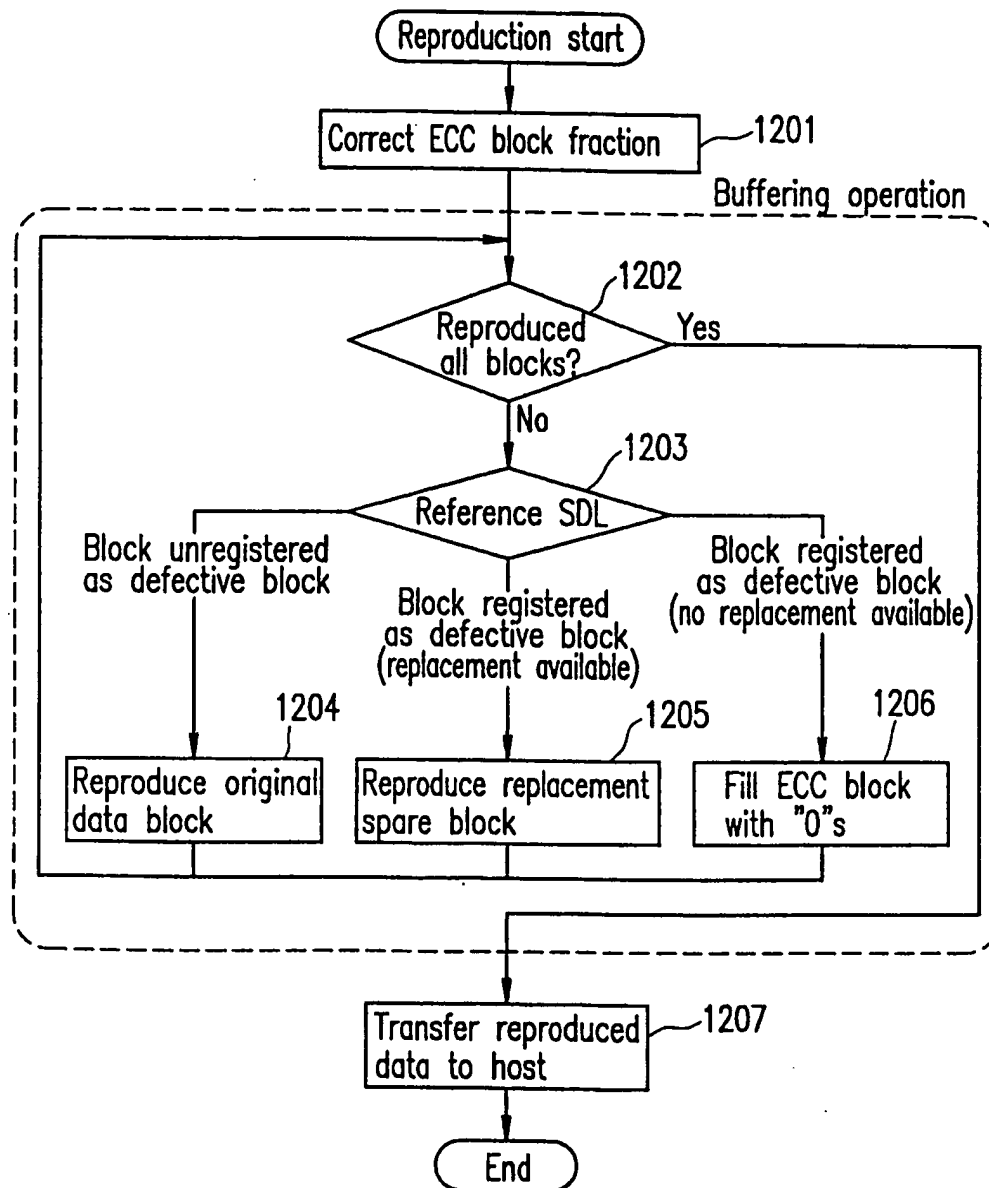 Reproduction start
Correct ECC block fraction
1201
Buffering operation
1202
Reproduced
all blocks?
Yes
No
1203
Reference SDL
Block unregistered
as defective block
Block registered
as defective block
(replacement available)
Block registered
as defective block
(no replacement available)
1204
Reproduce original
data block
1205
Reproduce replacement
spare block
1206
Fill ECC block
with "0"s
1207
Transfer reproduced
data to host
End